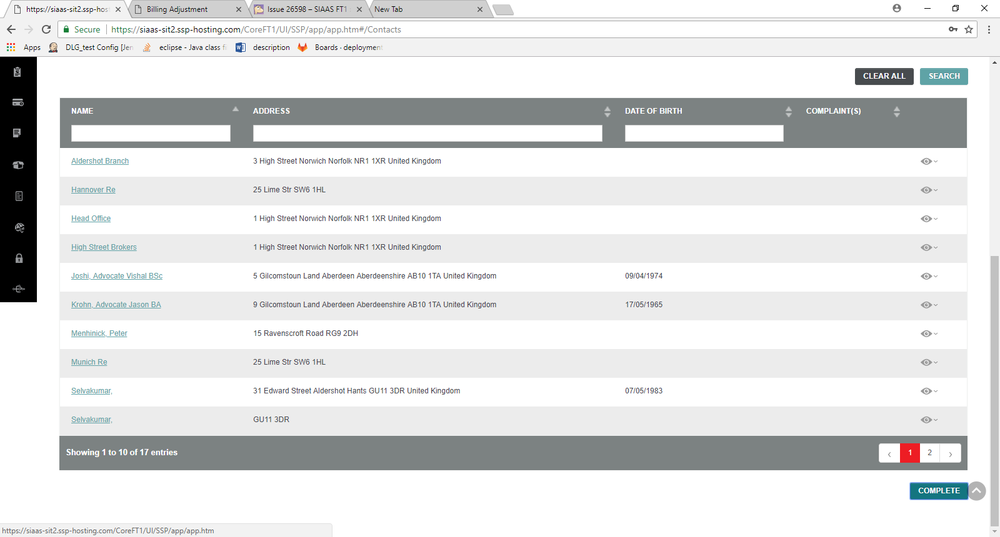 https://siaas-sit2.ssp-host
Billing Adjustment
Issue 26598 – SIAAS FT1
New Tab
Secure
https://siaas-sit2.ssp-hosting.com/CoreFT1/UI/SSP/app/app.htm#/Contacts
Apps
DLG_test Config [Jen
eclipse - Java class fi
description
Boards · deployment
CLEAR ALL
SEARCH
NAME ADDRESS DATE OF BIRTH COMPLAINT(S)
Aldershot Branch 3 High Street Norwich Norfolk NR1 1XR United Kingdom
Hannover Re 25 Lime Str SW6 1HL
Head Office 1 High Street Norwich Norfolk NR1 1XR United Kingdom
High Street Brokers 1 High Street Norwich Norfolk NR1 1XR United Kingdom
Joshi, Advocate Vishal BSc 5 Gilcomstoun Land Aberdeen Aberdeenshire AB10 1TA United Kingdom 09/04/1974
Krohn, Advocate Jason BA 9 Gilcomstoun Land Aberdeen Aberdeenshire AB10 1TA United Kingdom 17/05/1965
Menhinick, Peter 15 Ravenscroft Road RG9 2DH
Munich Re 25 Lime Str SW6 1HL
Selvakumar, 31 Edward Street Aldershot Hants GU11 3DR United Kingdom 07/05/1983
Selvakumar, GU11 3DR
Showing 1 to 10 of 17 entries
‹ 1 2 ›
COMPLETE
https://siaas-sit2.ssp-hosting.com/CoreFT1/UI/SSP/app/app.htm